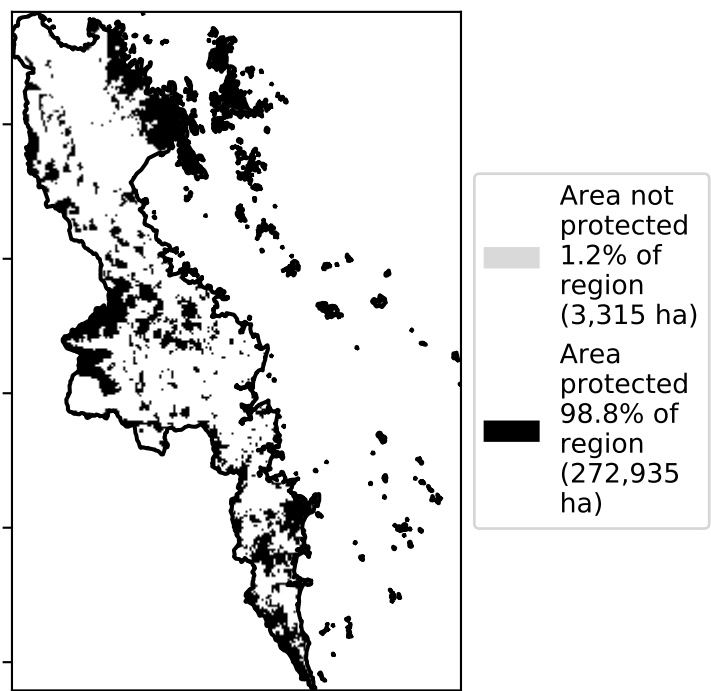 Area not
protected
1.2% of
region
(3,315 ha)
Area
protected
98.8% of
region
(272,935
ha)